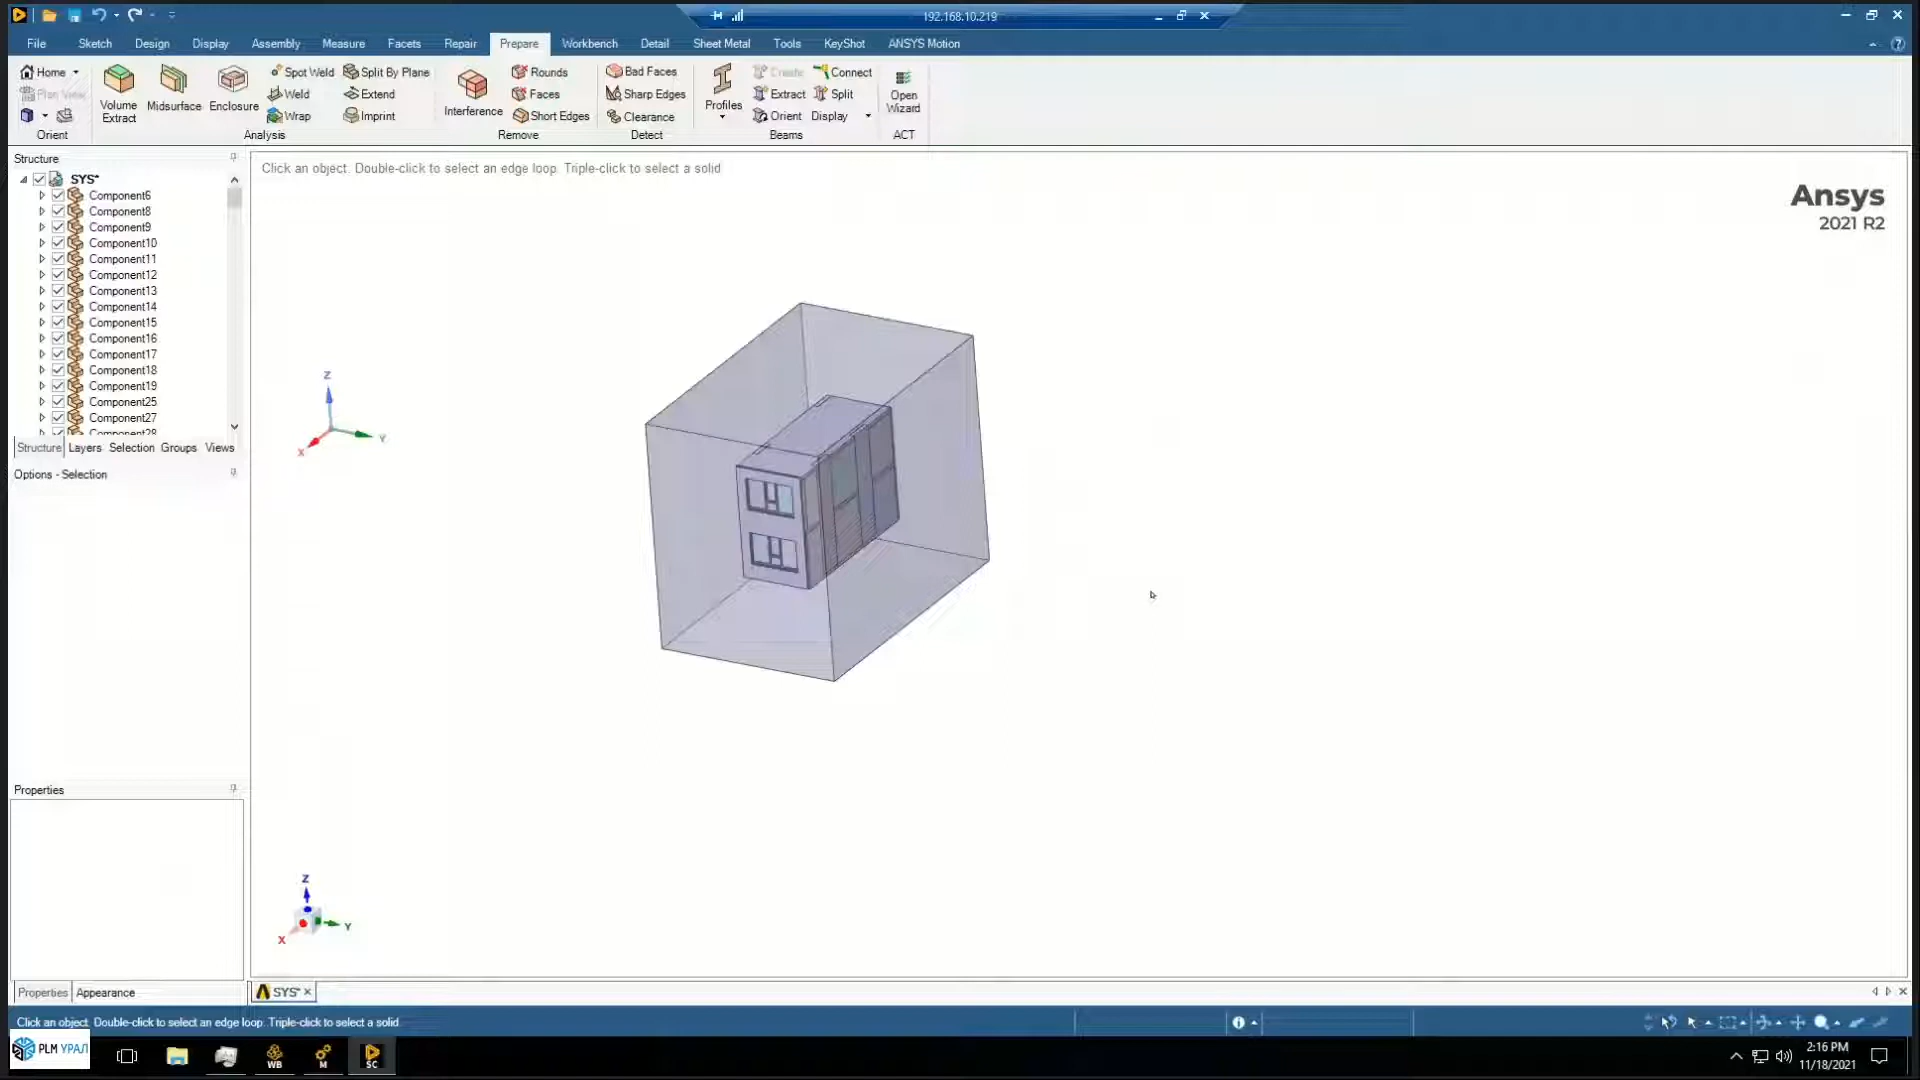 192.168.10.219
File Sketch Design Display Assembly Measure Facets Repair Prepare Workbench Detail Sheet Metal Tools KeyShot ANSYS Motion
Home
Plan View
Orient
Volume Extract
Midsurface
Enclosure
Spot Weld
Weld
Wrap
Split By Plane
Extend
Imprint
Analysis
Interference
Rounds
Faces
Short Edges
Remove
Bad Faces
Sharp Edges
Clearance
Detect
Profiles
Create
Connect
Extract
Split
Orient
Display
Beams
Open Wizard
ACT
Structure
SYS*
Component6
Component8
Component9
Component10
Component11
Component12
Component13
Component14
Component15
Component16
Component17
Component18
Component19
Component25
Component27
Component28
Structure Layers Selection Groups Views
Options - Selection
Properties
Properties Appearance
Click an object. Double-click to select an edge loop. Triple-click to select a solid
Ansys
2021 R2
Z
Y
X
Z
Y
X
SYS*
Click an object. Double-click to select an edge loop. Triple-click to select a solid.
PLM УРАЛ
WB
M
SC
2:16 PM
11/18/2021